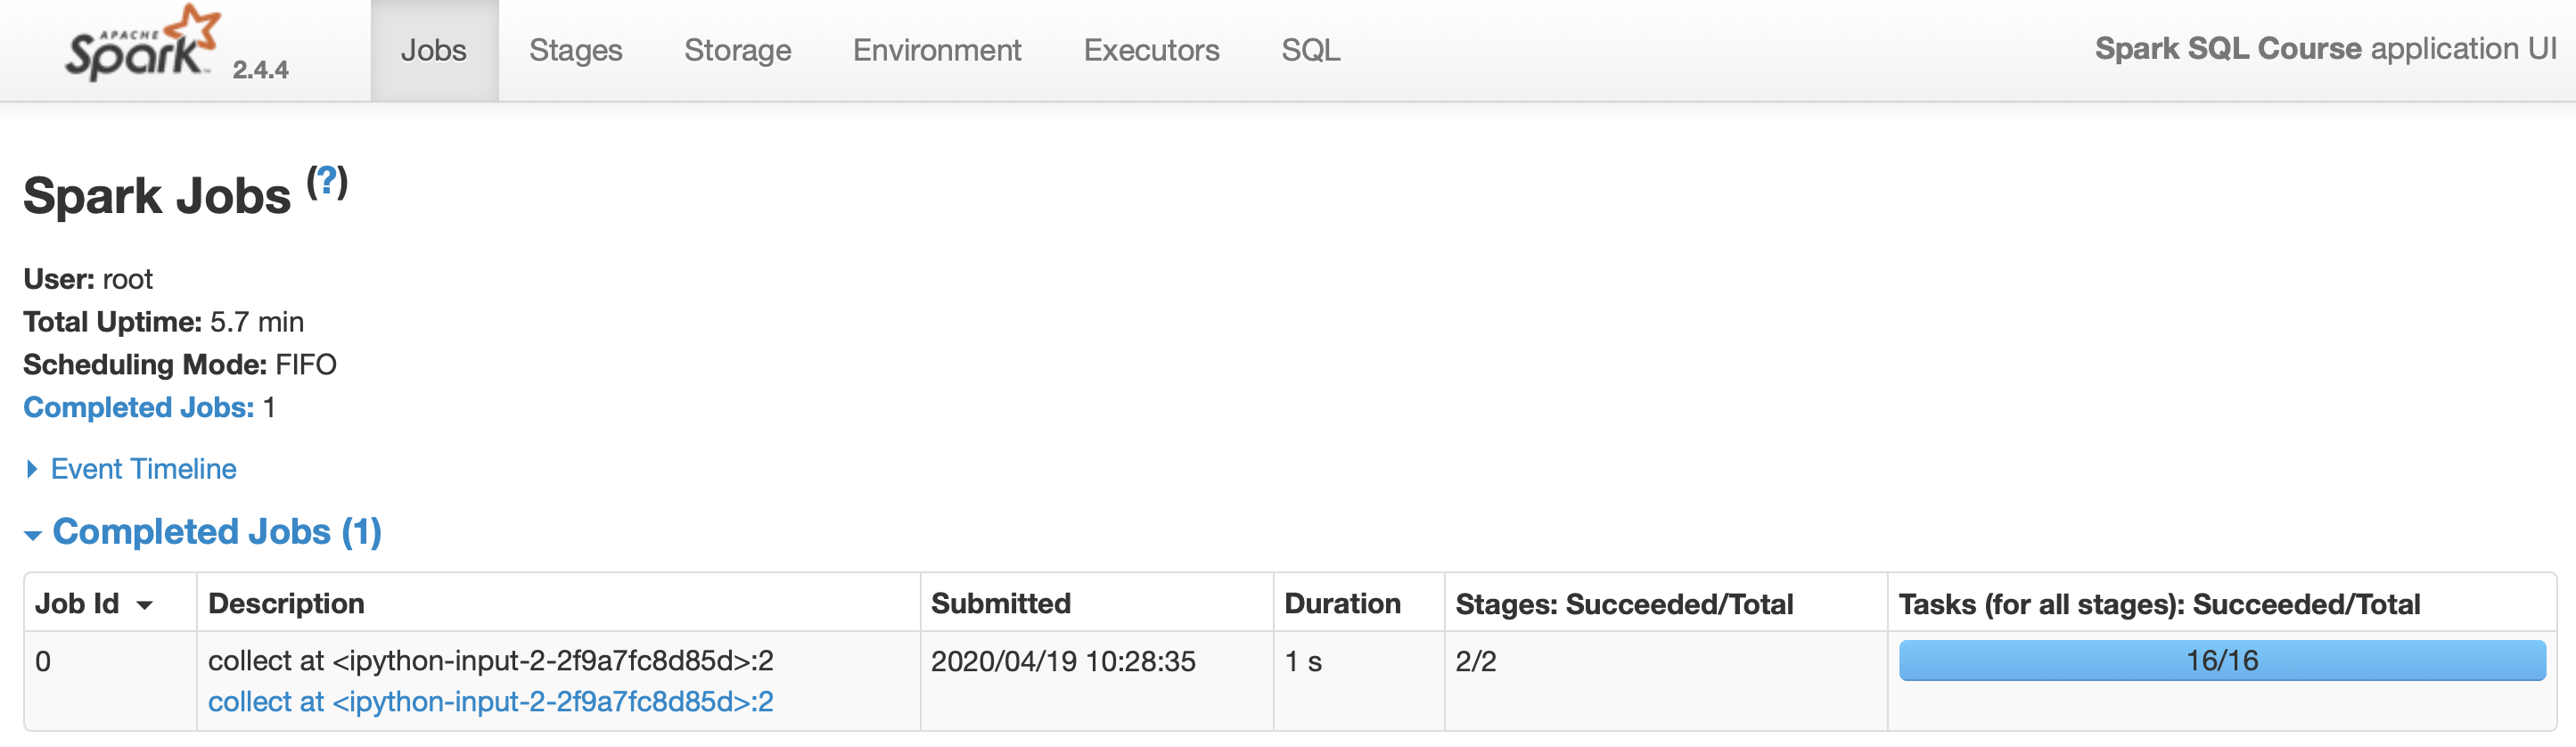 APACHE
Spark 2.4.4 Jobs Stages Storage Environment Executors SQL Spark SQL Course application UI
Spark Jobs (?)
User: root
Total Uptime: 5.7 min
Scheduling Mode: FIFO
Completed Jobs: 1
Event Timeline
Completed Jobs (1)
Job Id Description Submitted Duration Stages: Succeeded/Total Tasks (for all stages): Succeeded/Total
0 collect at <ipython-input-2-2f9a7fc8d85d>:2 2020/04/19 10:28:35 1 s 2/2 16/16
collect at <ipython-input-2-2f9a7fc8d85d>:2